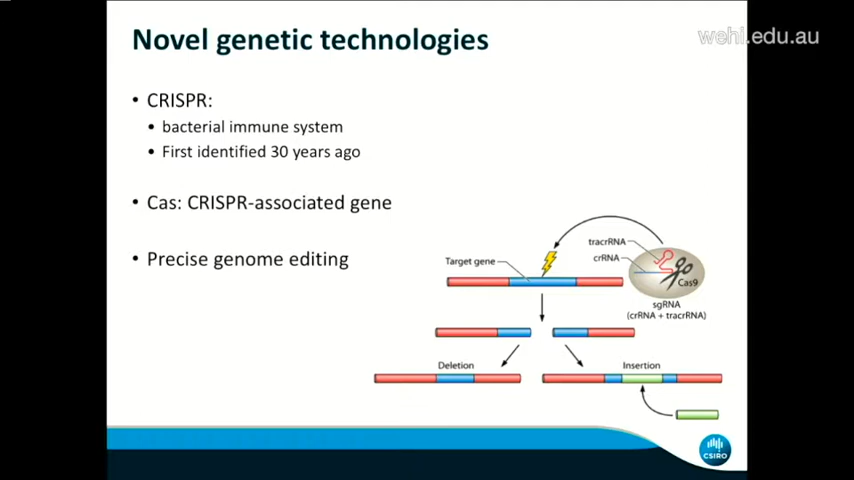 Novel genetic technologies
wehi.edu.au
• CRISPR:
• bacterial immune system
• First identified 30 years ago
• Cas: CRISPR-associated gene
• Precise genome editing
tracrRNA
crRNA
Target gene
Cas9
sgRNA
(crRNA + tracrRNA)
Deletion
Insertion
CSIRO